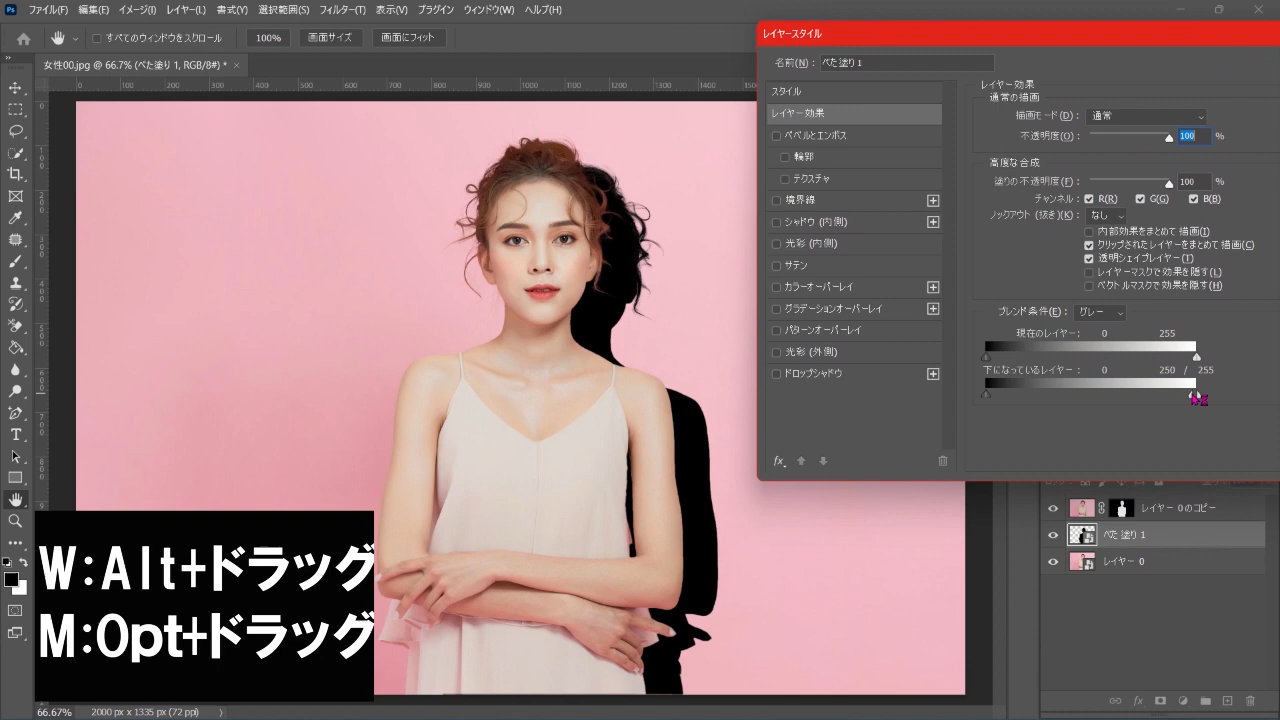 Ps ファイル(F) 編集(E) イメージ(I) レイヤー(L) 書式(Y) 選択範囲(S) フィルター(T) 表示(V) プラグイン ウィンドウ(W) ヘルプ(H)
すべてのウィンドウをスクロール 100% 画面サイズ 画面にフィット
女性00.jpg @ 66.7% (べた塗り 1, RGB/8#) * ×
0 100 200 300 400 500 600 700 800 900 1000 1100 1200 1300 1400
レイヤースタイル
名前(N): べた塗り 1
スタイル
レイヤー効果
ベベルとエンボス
輪郭
テクスチャ
境界線
シャドウ (内側)
光彩 (内側)
サテン
カラーオーバーレイ
グラデーションオーバーレイ
パターンオーバーレイ
光彩 (外側)
ドロップシャドウ
fx
レイヤー効果
通常の描画
描画モード(D): 通常
不透明度(O): 100 %
高度な合成
塗りの不透明度(F): 100 %
チャンネル: R(R) G(G) B(B)
ノックアウト (抜き)(K): なし
内部効果をまとめて描画(I)
クリップされたレイヤーをまとめて描画(C)
透明シェイプレイヤー(T)
レイヤーマスクで効果を隠す(L)
ベクトルマスクで効果を隠す(H)
ブレンド条件(E): グレー
現在のレイヤー: 0 255
下になっているレイヤー: 0 250 / 255
レイヤー 0のコピー
べた塗り 1
レイヤー 0
fx
W:Alt+ドラッグ
M:Opt+ドラッグ
66.67% 2000 px x 1335 px (72 ppi)